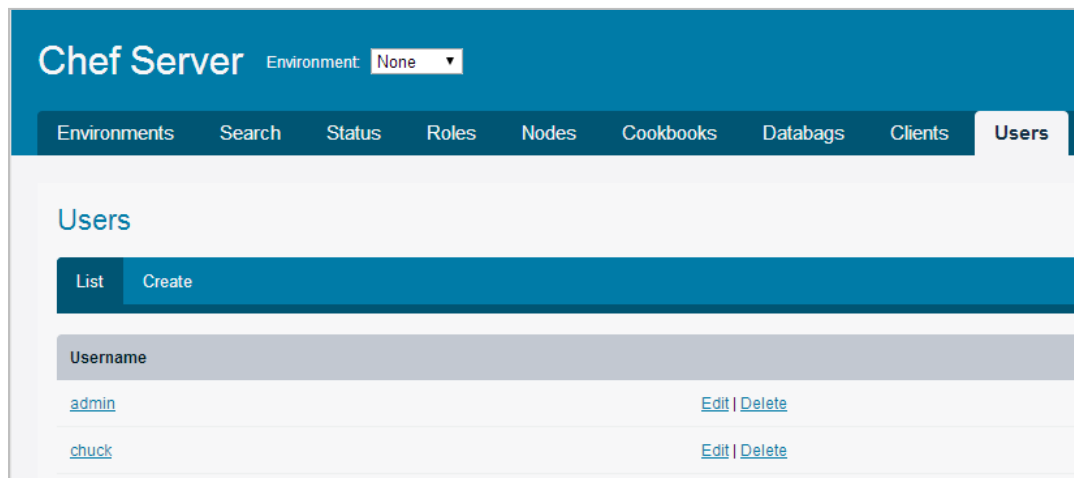 Chef Server Environment: None
Environments Search Status Roles Nodes Cookbooks Databags Clients Users
Users
List Create
Username
admin Edit | Delete
chuck Edit | Delete